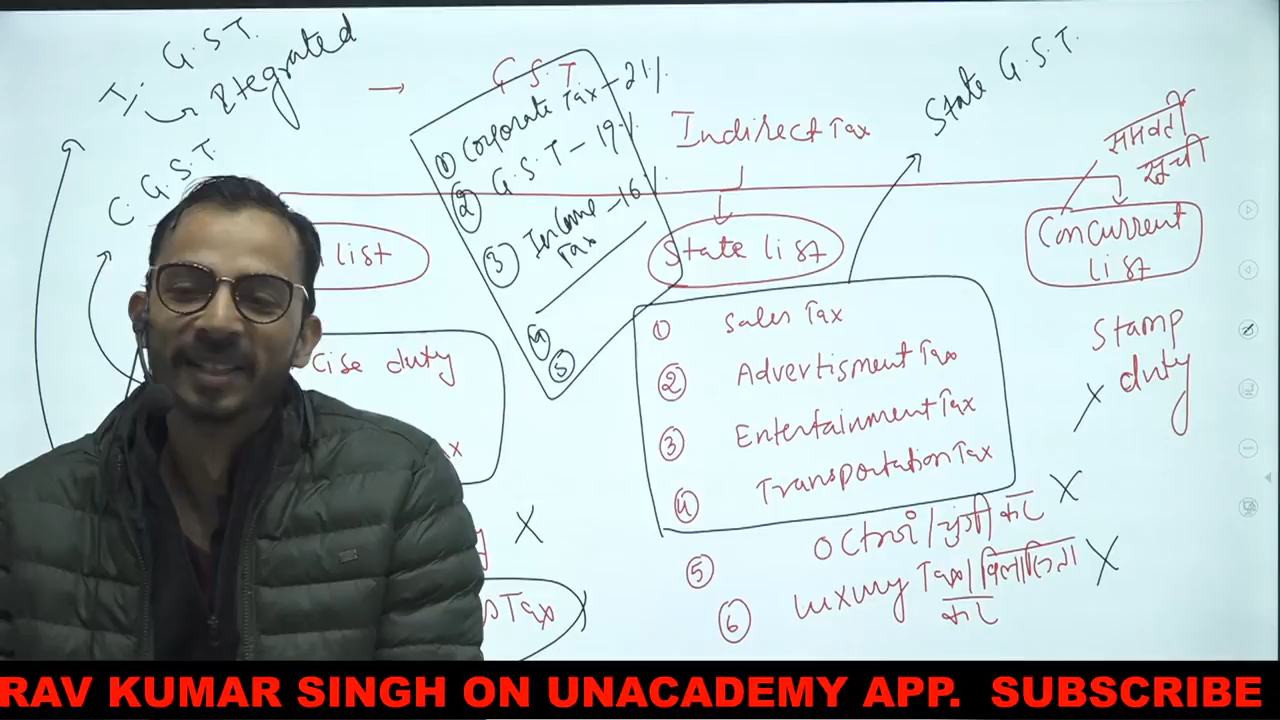 I. G.S.T.
Integrated
→ G S T
Indirect Tax
State G.S.T.
समवर्ती
सूची
① Corporate Tax - 21%
② G.S.T - 19%
③ Income Tax - 16%
④
⑤
C. G.S.T.
list
State list
Concurrent
list
cise duty
① Sales Tax
② Advertisment Tax
③ Entertainment Tax
④ Transportation Tax
Stamp
duty X
X
⑤ Octroi / चुंगी कर X
⑥ Luxury Tax / विलासिता कर X
Tax
RAV KUMAR SINGH ON UNACADEMY APP. SUBSCRIBE